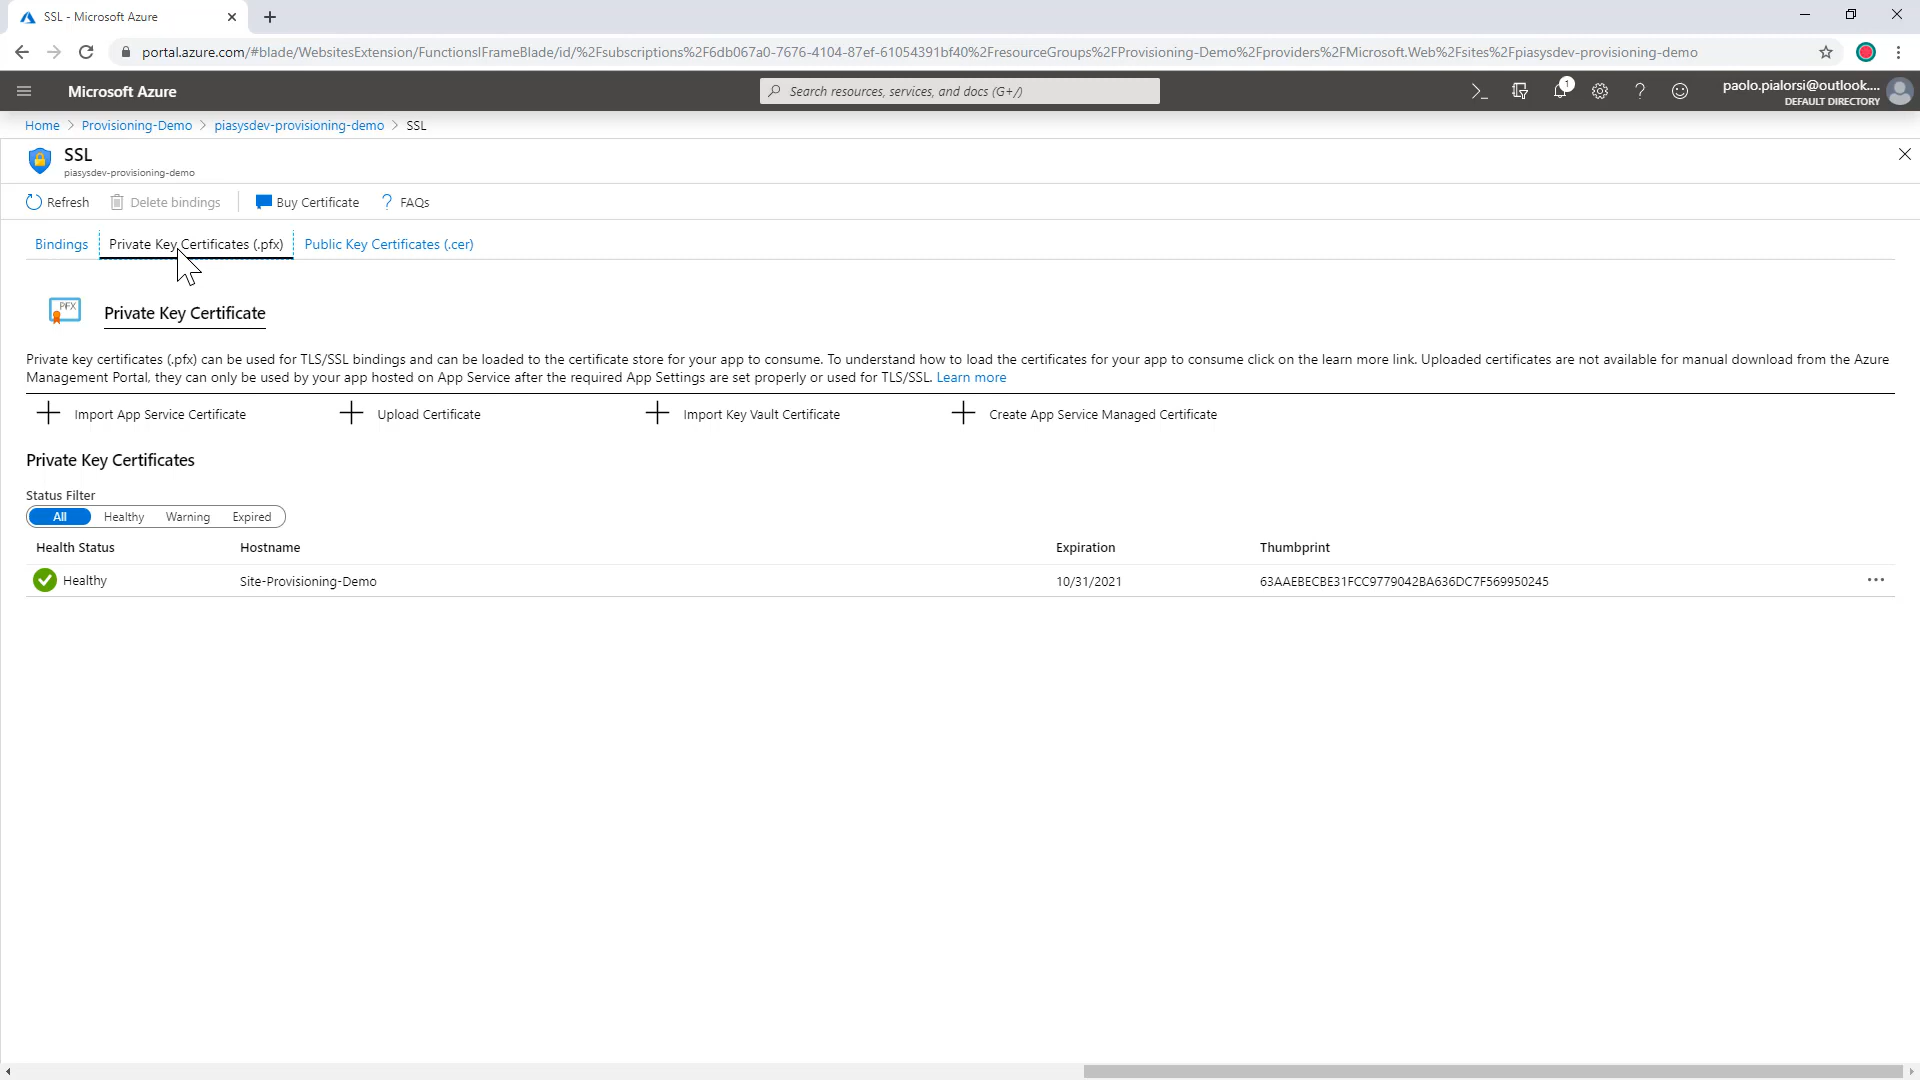 SSL - Microsoft Azure
portal.azure.com/#blade/WebsitesExtension/FunctionsIFrameBlade/id/%2Fsubscriptions%2F6db067a0-7676-4104-87ef-61054391bf40%2FresourceGroups%2FProvisioning-Demo%2Fproviders%2FMicrosoft.Web%2Fsites%2Fpiasysdev-provisioning-demo
Microsoft Azure
Search resources, services, and docs (G+/)
1
paolo.pialorsi@outlook....
DEFAULT DIRECTORY
Home > Provisioning-Demo > piasysdev-provisioning-demo > SSL
SSL
piasysdev-provisioning-demo
Refresh Delete bindings Buy Certificate ? FAQs
Bindings Private Key Certificates (.pfx) Public Key Certificates (.cer)
PFX
Private Key Certificate
Private key certificates (.pfx) can be used for TLS/SSL bindings and can be loaded to the certificate store for your app to consume. To understand how to load the certificates for your app to consume click on the learn more link. Uploaded certificates are not available for manual download from the Azure
Management Portal, they can only be used by your app hosted on App Service after the required App Settings are set properly or used for TLS/SSL. Learn more
Import App Service Certificate Upload Certificate Import Key Vault Certificate Create App Service Managed Certificate
Private Key Certificates
Status Filter
All Healthy Warning Expired
Health Status Hostname Expiration Thumbprint
Healthy Site-Provisioning-Demo 10/31/2021 63AAEBECBE31FCC9779042BA636DC7F569950245